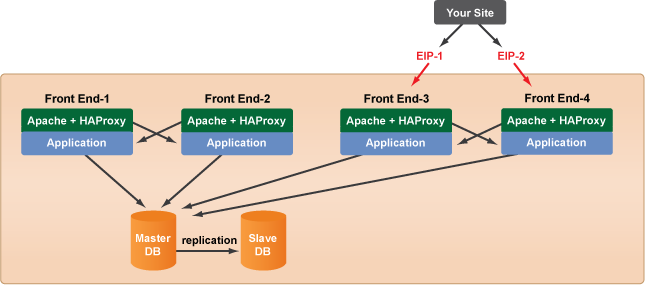 Your Site
EIP-1 EIP-2
Front End-1 Front End-2 Front End-3 Front End-4
Apache + HAProxy Apache + HAProxy Apache + HAProxy Apache + HAProxy
Application Application Application Application
Master DB
replication
Slave DB